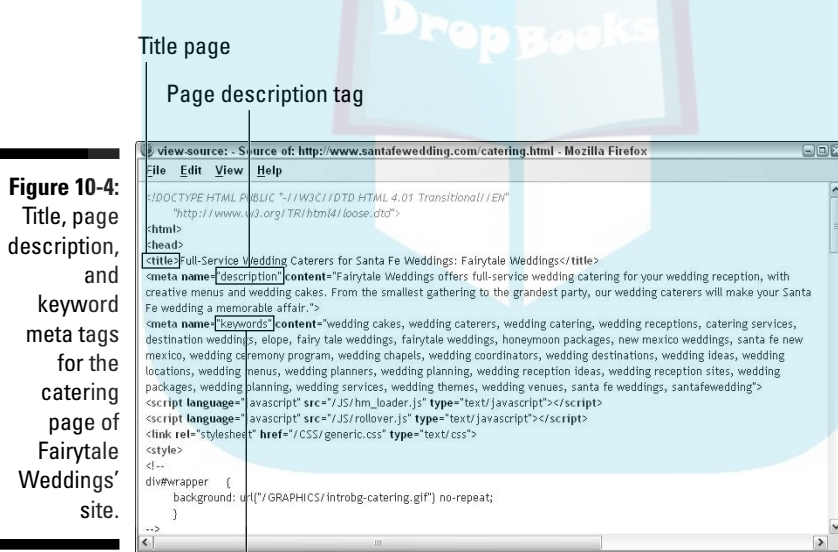 Drop Books
Title page
Page description tag
Figure 10-4:
Title, page
description,
and
keyword
meta tags
for the
catering
page of
Fairytale
Weddings’
site.
view-source: - Source of: http://www.santafewedding.com/catering.html - Mozilla Firefox
File Edit View Help
<!DOCTYPE HTML PUBLIC "-//W3C//DTD HTML 4.01 Transitional//EN"
"http://www.w3.org/TR/html4/loose.dtd">
<html>
<head>
<title>Full-Service Wedding Caterers for Santa Fe Weddings: Fairytale Weddings</title>
<meta name="description" content="Fairytale Weddings offers full-service wedding catering for your wedding reception, with
creative menus and wedding cakes. From the smallest gathering to the grandest party, our wedding caterers will make your Santa
Fe wedding a memorable affair.">
<meta name="keywords" content="wedding cakes, wedding caterers, wedding catering, wedding receptions, catering services,
destination weddings, elope, fairy tale weddings, fairytale weddings, honeymoon packages, new mexico weddings, santa fe new
mexico, wedding ceremony program, wedding chapels, wedding coordinators, wedding destinations, wedding ideas, wedding
locations, wedding menus, wedding planners, wedding planning, wedding reception ideas, wedding reception sites, wedding
packages, wedding planning, wedding services, wedding themes, wedding venues, santa fe weddings, santafewedding">
<script language="javascript" src="/JS/hm_loader.js" type="text/javascript"></script>
<script language="javascript" src="/JS/rollover.js" type="text/javascript"></script>
<link rel="stylesheet" href="/CSS/generic.css" type="text/css">
<style>
<!--
div#wrapper {
background: url("/GRAPHICS/introbg-catering.gif") no-repeat;
}
-->